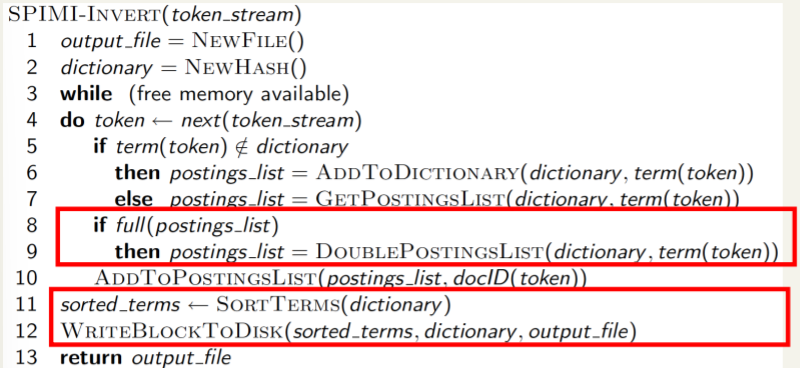 SPIMI-INVERT(token_stream)
1 output_file = NEWFILE()
2 dictionary = NEWHASH()
3 while (free memory available)
4 do token ← next(token_stream)
5 if term(token) ∉ dictionary
6 then postings_list = ADDTODICTIONARY(dictionary, term(token))
7 else postings_list = GETPOSTINGSLIST(dictionary, term(token))
8 if full(postings_list)
9 then postings_list = DOUBLEPOSTINGSLIST(dictionary, term(token))
10 ADDTOPOSTINGSLIST(postings_list, docID(token))
11 sorted_terms ← SORTTERMS(dictionary)
12 WRITEBLOCKTODISK(sorted_terms, dictionary, output_file)
13 return output_file